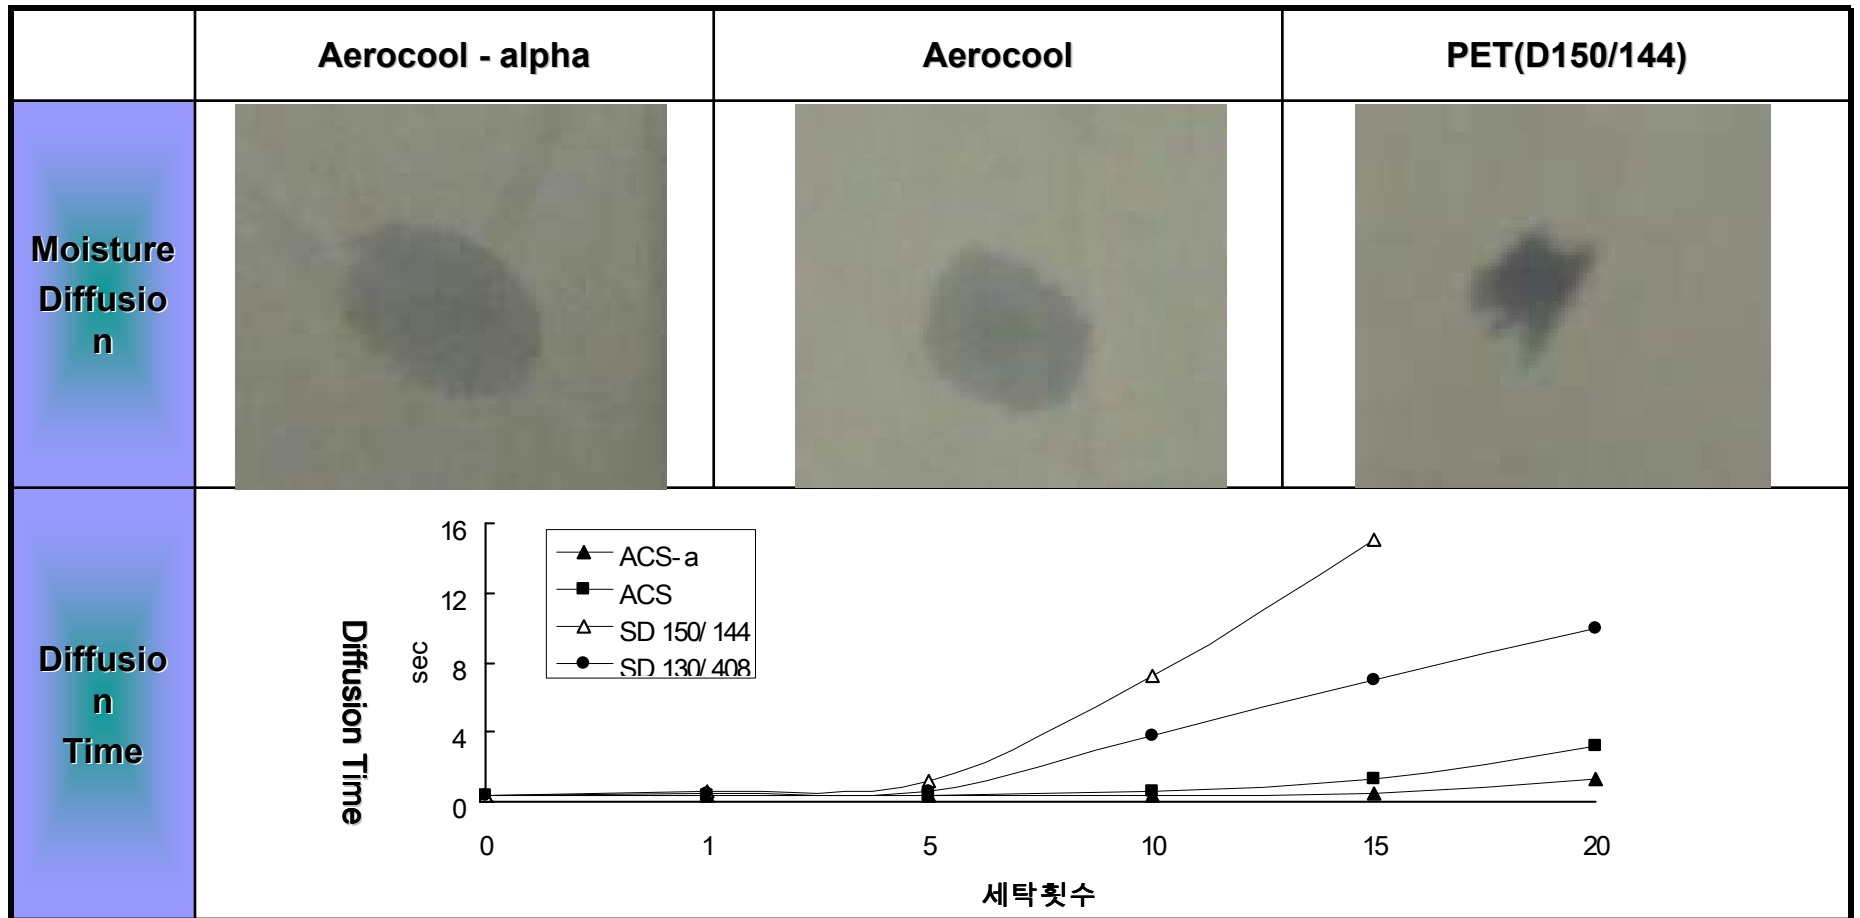 Aerocool - alpha
Aerocool
PET(D150/144)
Moisture
Diffusio
n
Diffusio
n
Time
Diffusion Time
sec
16
12
8
4
0
ACS- a
ACS
SD 150/ 144
SD 130/ 408
0 1 5 10 15 20
세탁횟수